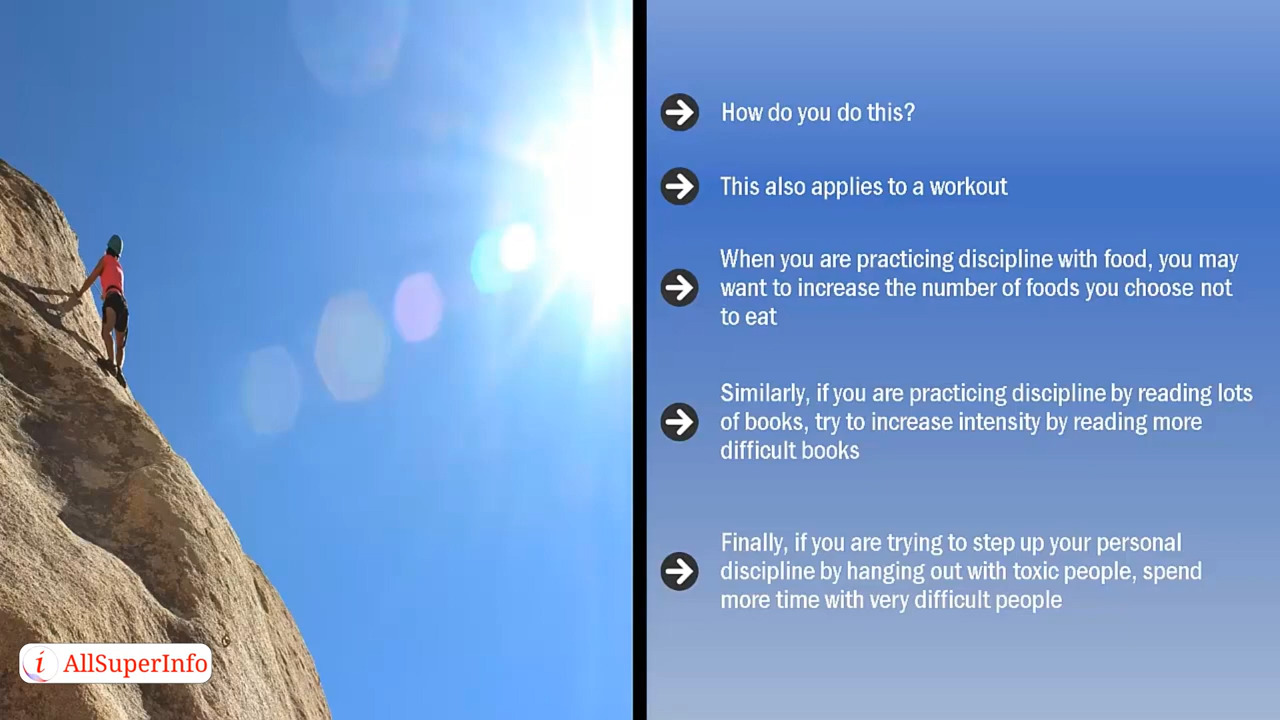 How do you do this?
This also applies to a workout
When you are practicing discipline with food, you may
want to increase the number of foods you choose not
to eat
Similarly, if you are practicing discipline by reading lots
of books, try to increase intensity by reading more
difficult books
Finally, if you are trying to step up your personal
discipline by hanging out with toxic people, spend
more time with very difficult people
i AllSuperInfo